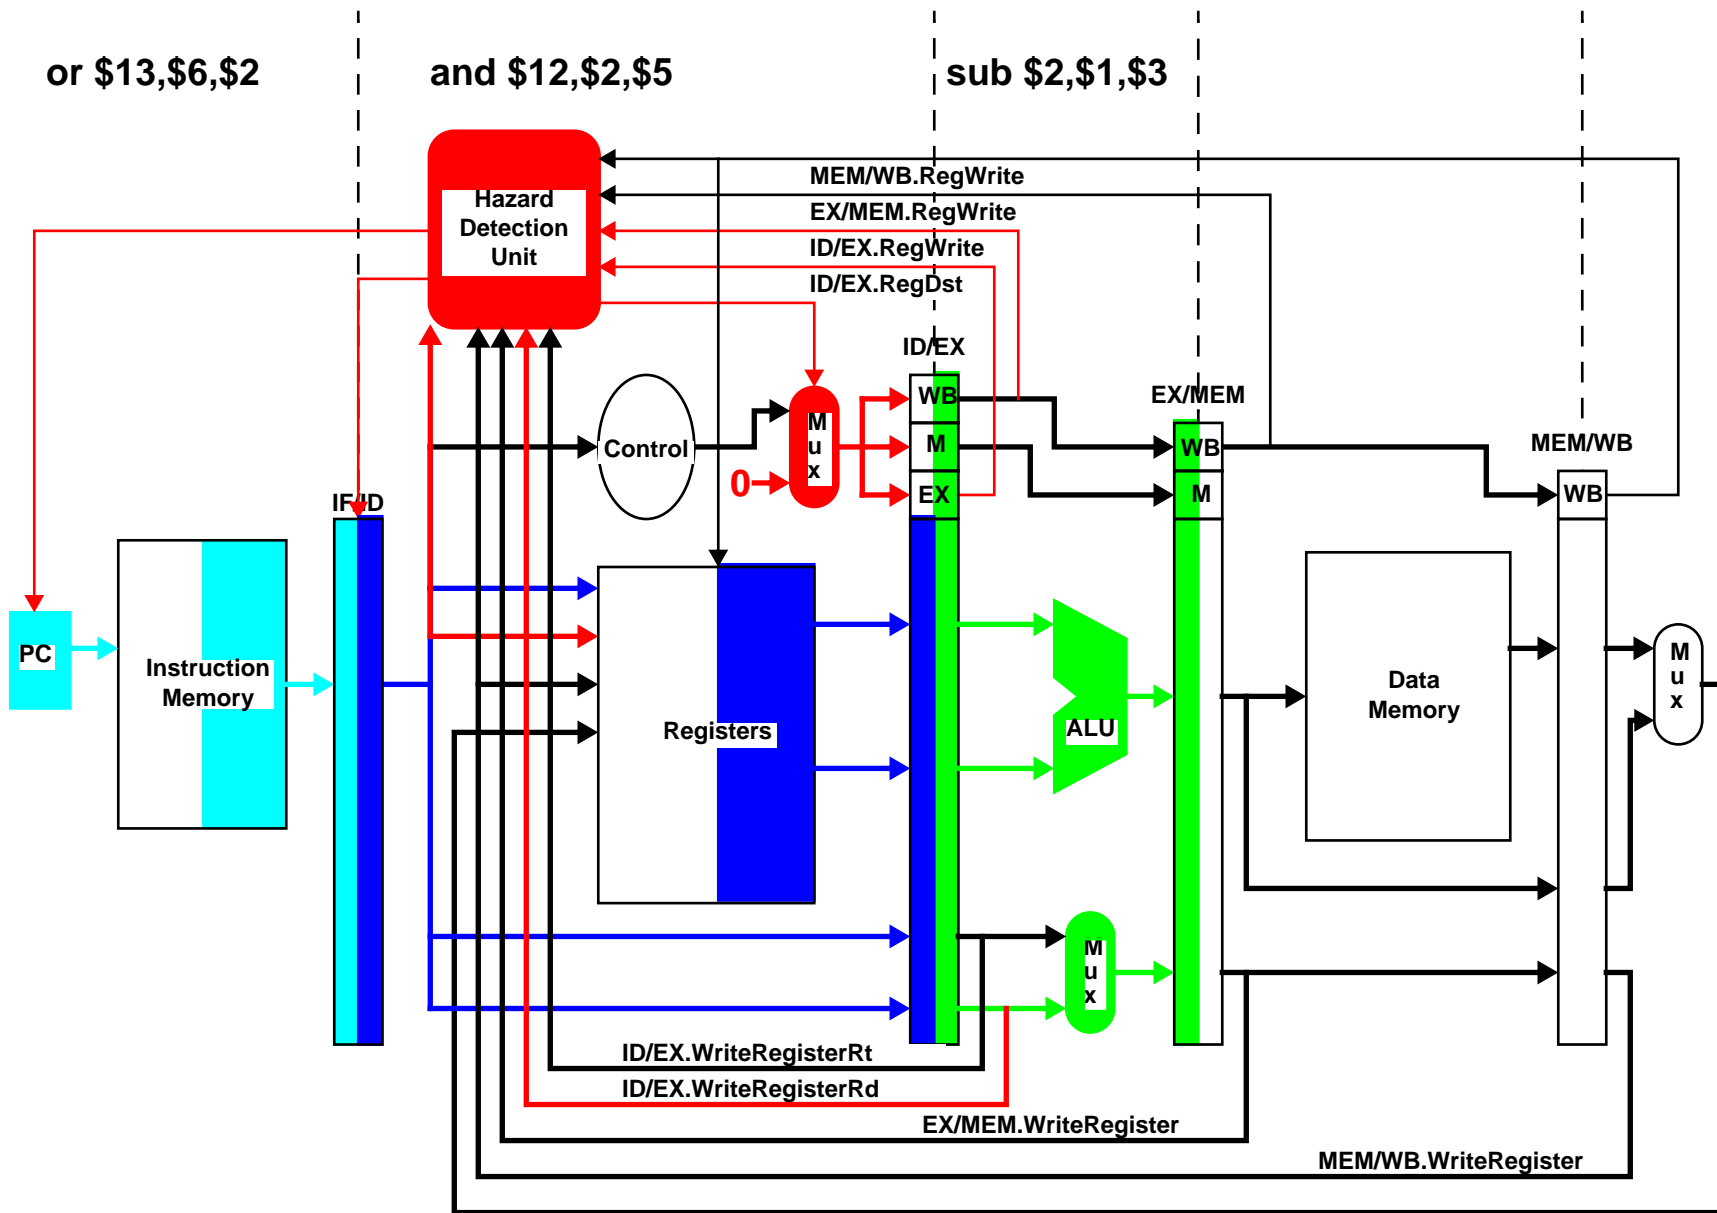 or $13,$6,$2
and $12,$2,$5
sub $2,$1,$3
Hazard
Detection
Unit
MEM/WB.RegWrite
EX/MEM.RegWrite
ID/EX.RegWrite
ID/EX.RegDst
ID/EX
WB
M
EX
EX/MEM
WB
M
MEM/WB
WB
Control
0
M
u
x
IF/ID
PC
Instruction
Memory
Registers
ALU
Data
Memory
M
u
x
M
u
x
ID/EX.WriteRegisterRt
ID/EX.WriteRegisterRd
EX/MEM.WriteRegister
MEM/WB.WriteRegister